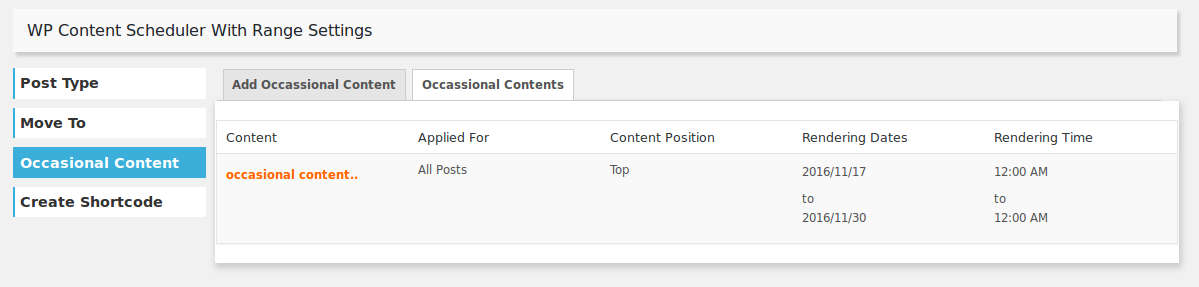 WP Content Scheduler With Range Settings
Post Type
Move To
Occasional Content
Create Shortcode
Add Occassional Content
Occassional Contents
Content Applied For Content Position Rendering Dates Rendering Time
occasional content.. All Posts Top 2016/11/17 12:00 AM
to to
2016/11/30 12:00 AM